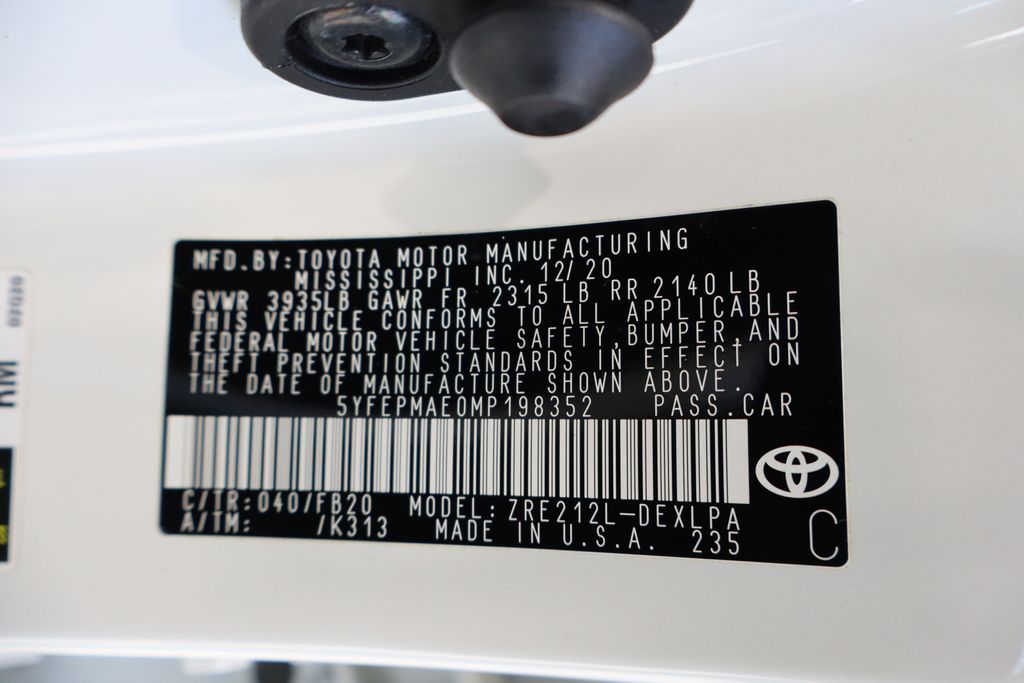 MFD.BY:TOYOTA MOTOR MANUFACTURING
MISSISSIPPI INC. 12/20
GVWR 3935LB GAWR FR 2315 LB RR 2140 LB
THIS VEHICLE CONFORMS TO ALL APPLICABLE
FEDERAL MOTOR VEHICLE SAFETY,BUMPER,AND
THEFT PREVENTION STANDARDS IN EFFECT ON
THE DATE OF MANUFACTURE SHOWN ABOVE.
5YFEPMAE0MP198352 PASS.CAR
C/TR:040/FB20 MODEL:ZRE212L-DEXLPA
A/TM: /K313 MADE IN U.S.A. 235
C
KM